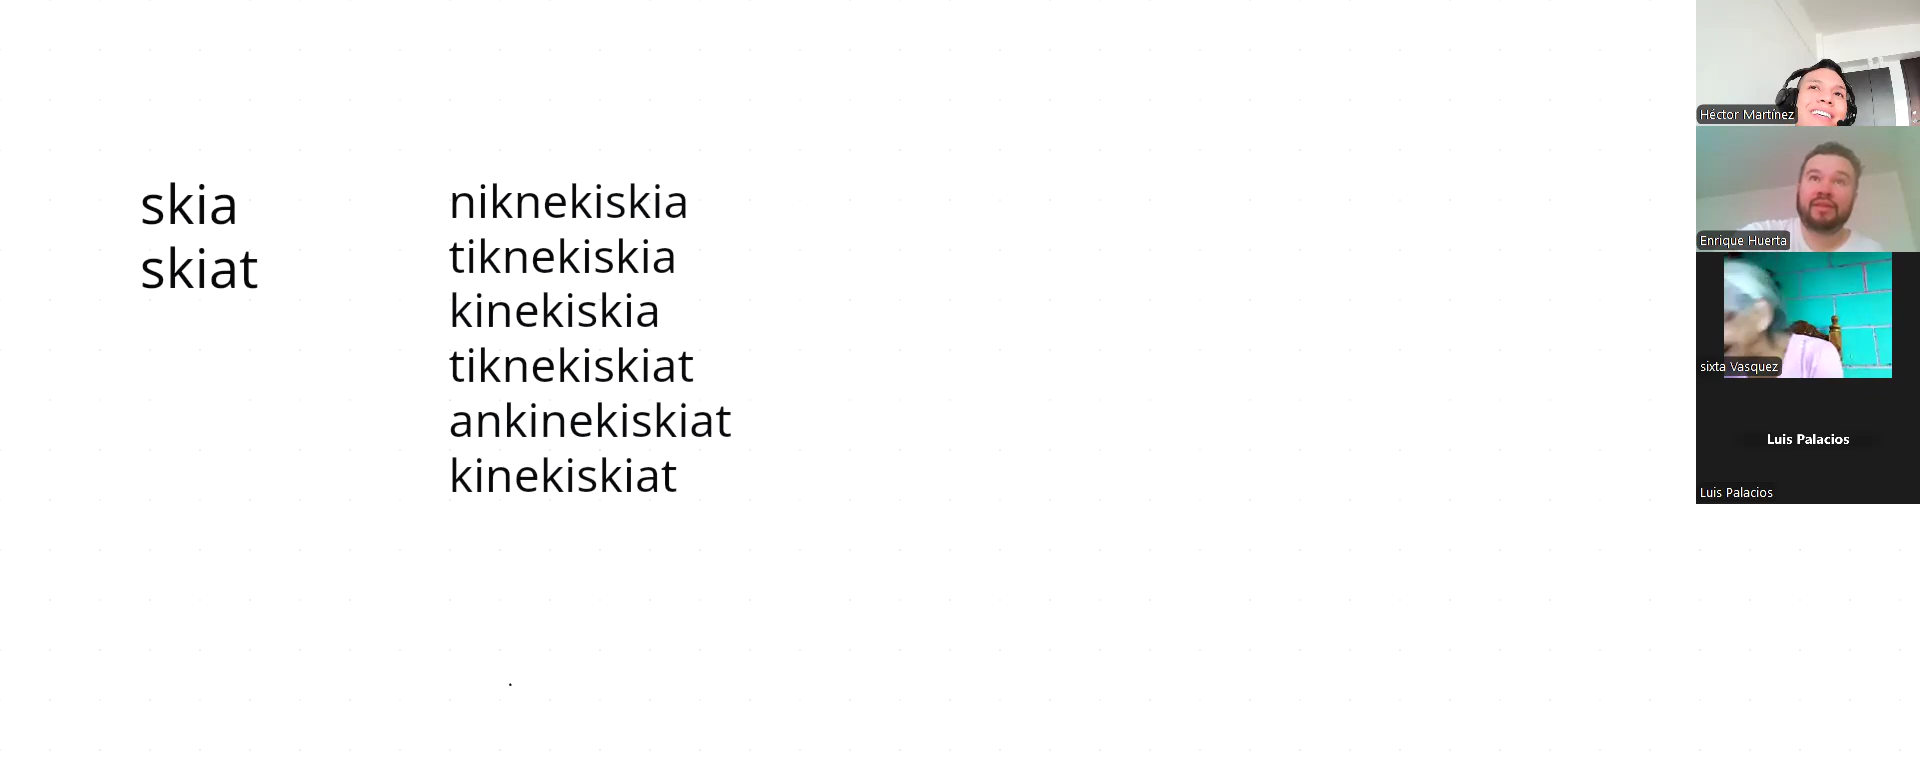 skia
skiat
niknekiskia
tiknekiskia
kinekiskia
tiknekiskiat
ankinekiskiat
kinekiskiat
Héctor Martínez
Enrique Huerta
sixta Vasquez
Luis Palacios
Luis Palacios